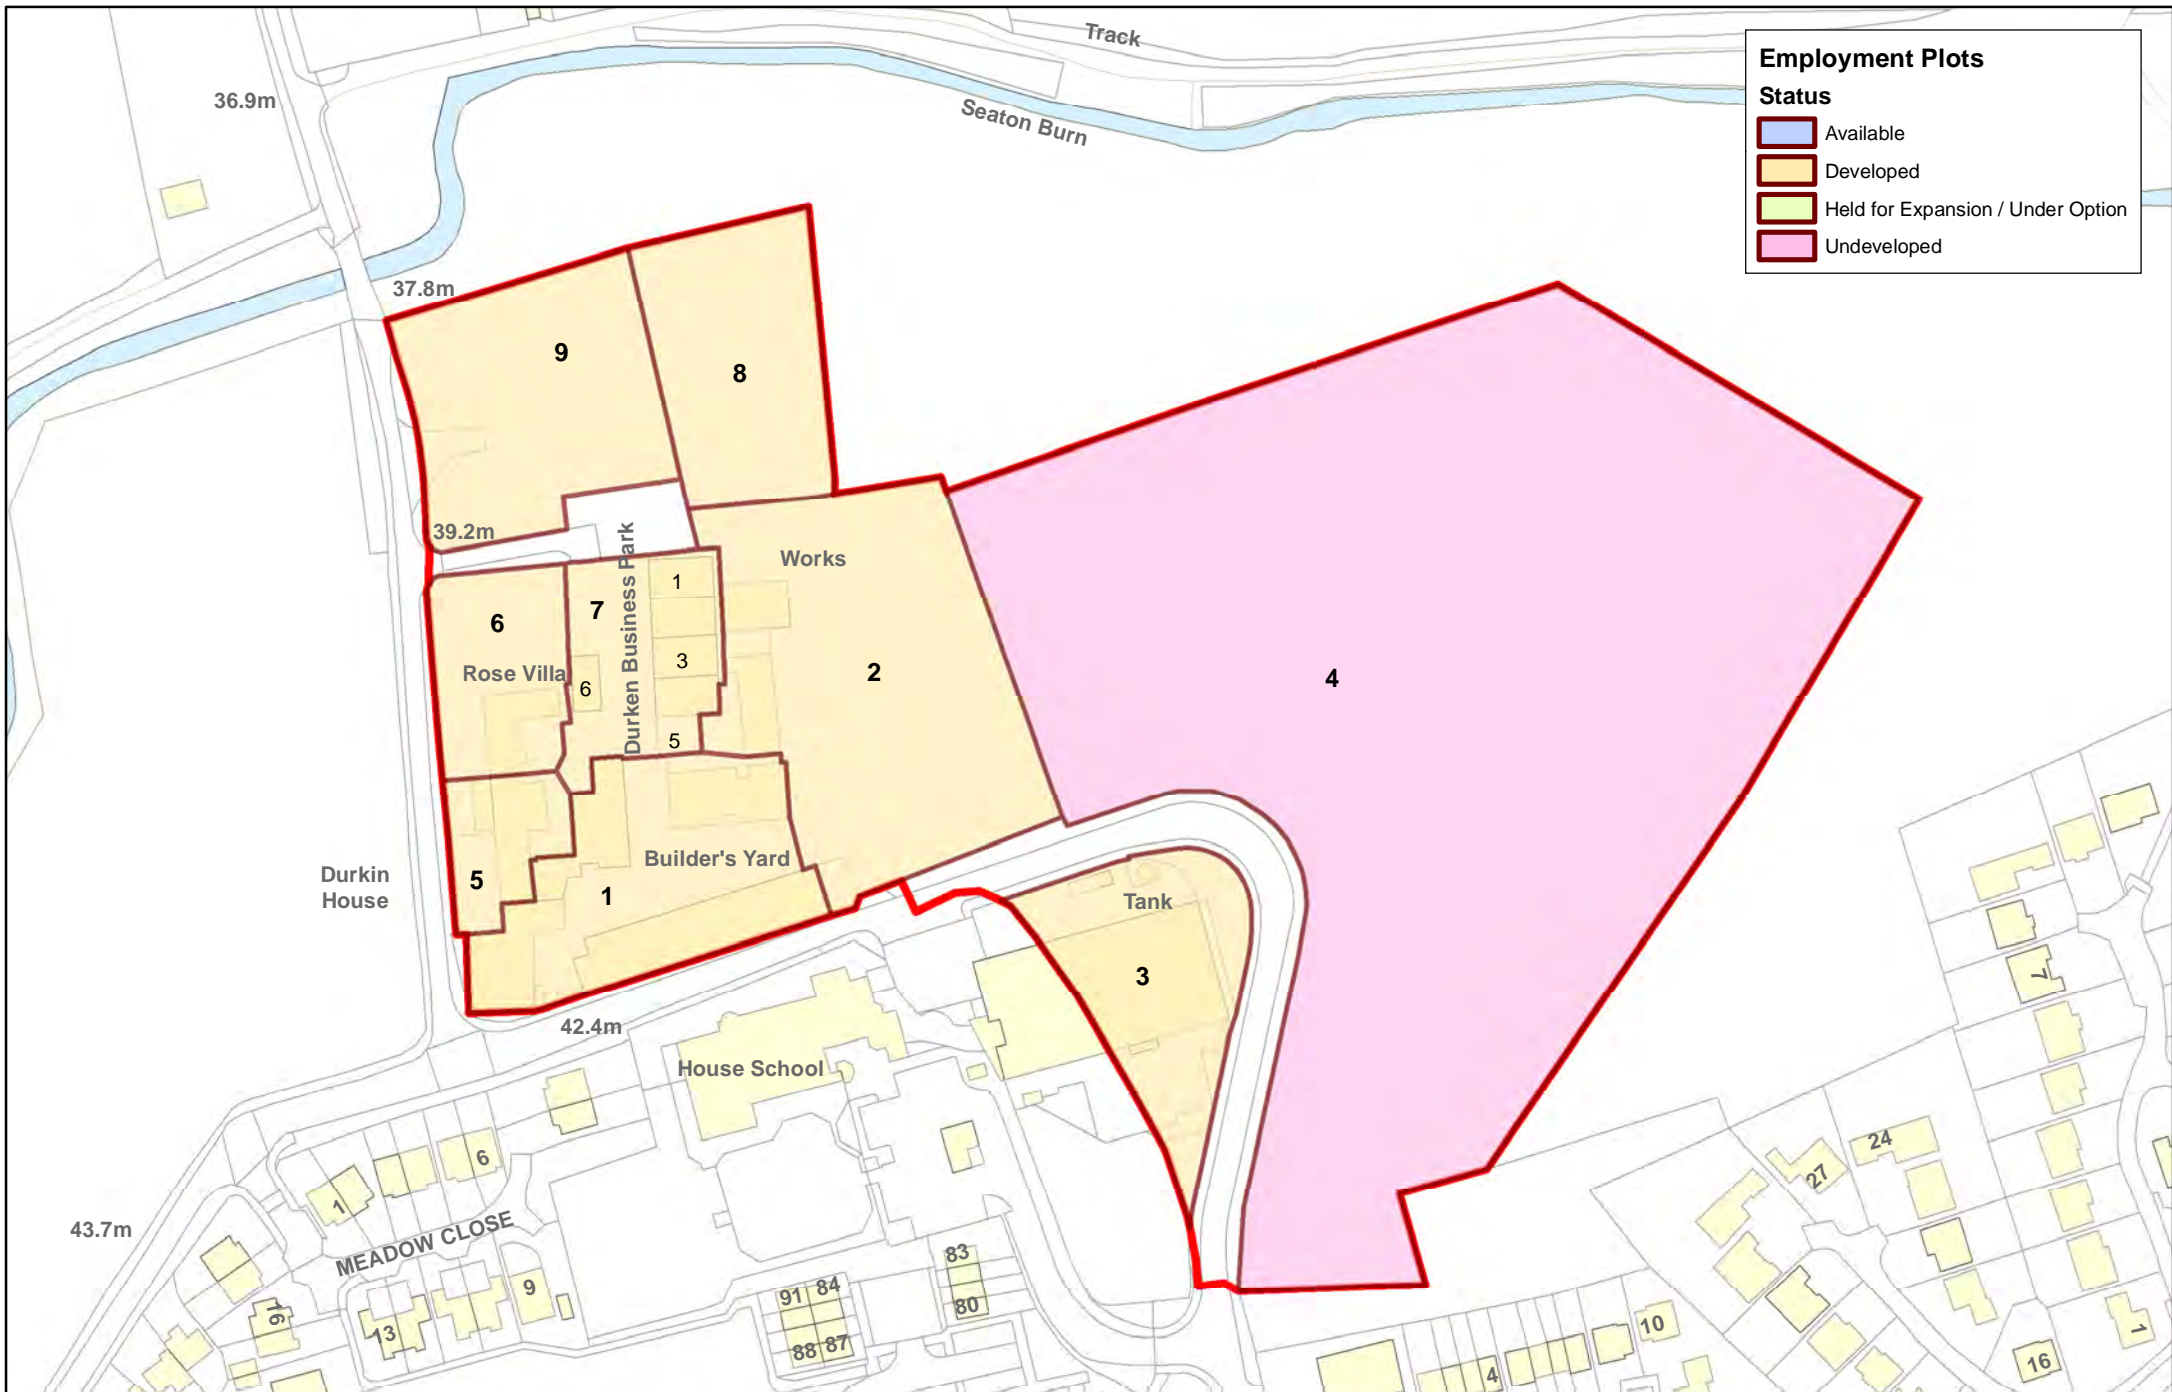 Track
Seaton Burn
36.9m
37.8m
39.2m
Employment Plots
Status
Available
Developed
Held for Expansion / Under Option
Undeveloped
9
8
Works
1
6
7
Durken Business Park
3
Rose Villa
6
2
4
5
Builder's Yard
5
1
Durkin
House
Tank
3
42.4m
House School
7
6
1
43.7m
MEADOW CLOSE
9
13
16
91
84
88
87
83
80
24
27
10
4
16
1